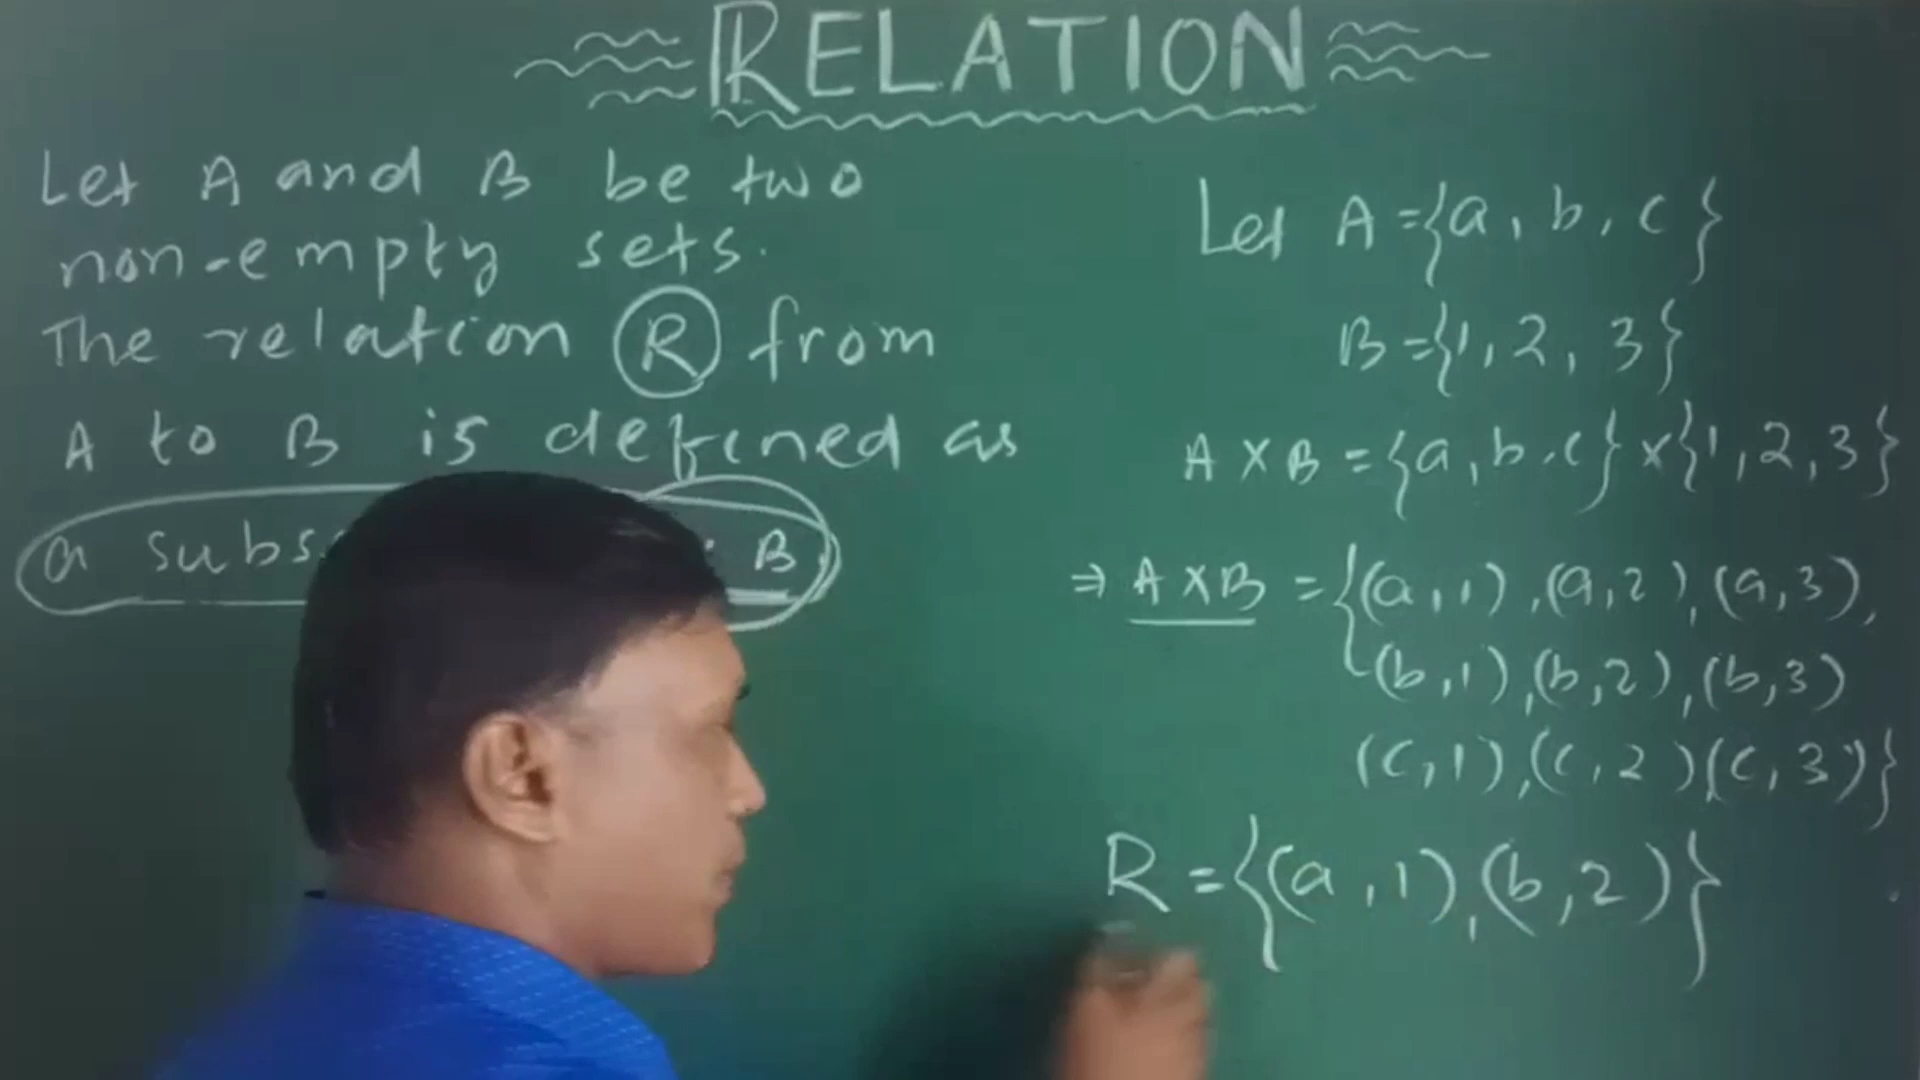 RELATION
Let A and B be two
non-empty sets.
The relation R from
A to B is defined as
a B
Let A = {a, b, c}
B = {1, 2, 3}
A × B = {a, b, c} × {1, 2, 3}
⇒ A × B = {(a, 1), (a, 2), (a, 3),
(b, 1), (b, 2), (b, 3)
(c, 1), (c, 2) (c, 3)}
R = {(a, 1), (b, 2)}